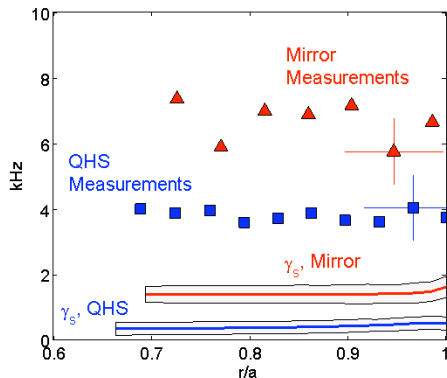 10
8
6
4
2
0
kHz
Mirror
Measurements
QHS
Measurements
γS, Mirror
γS, QHS
0.6
0.7
0.8
0.9
1
r/a